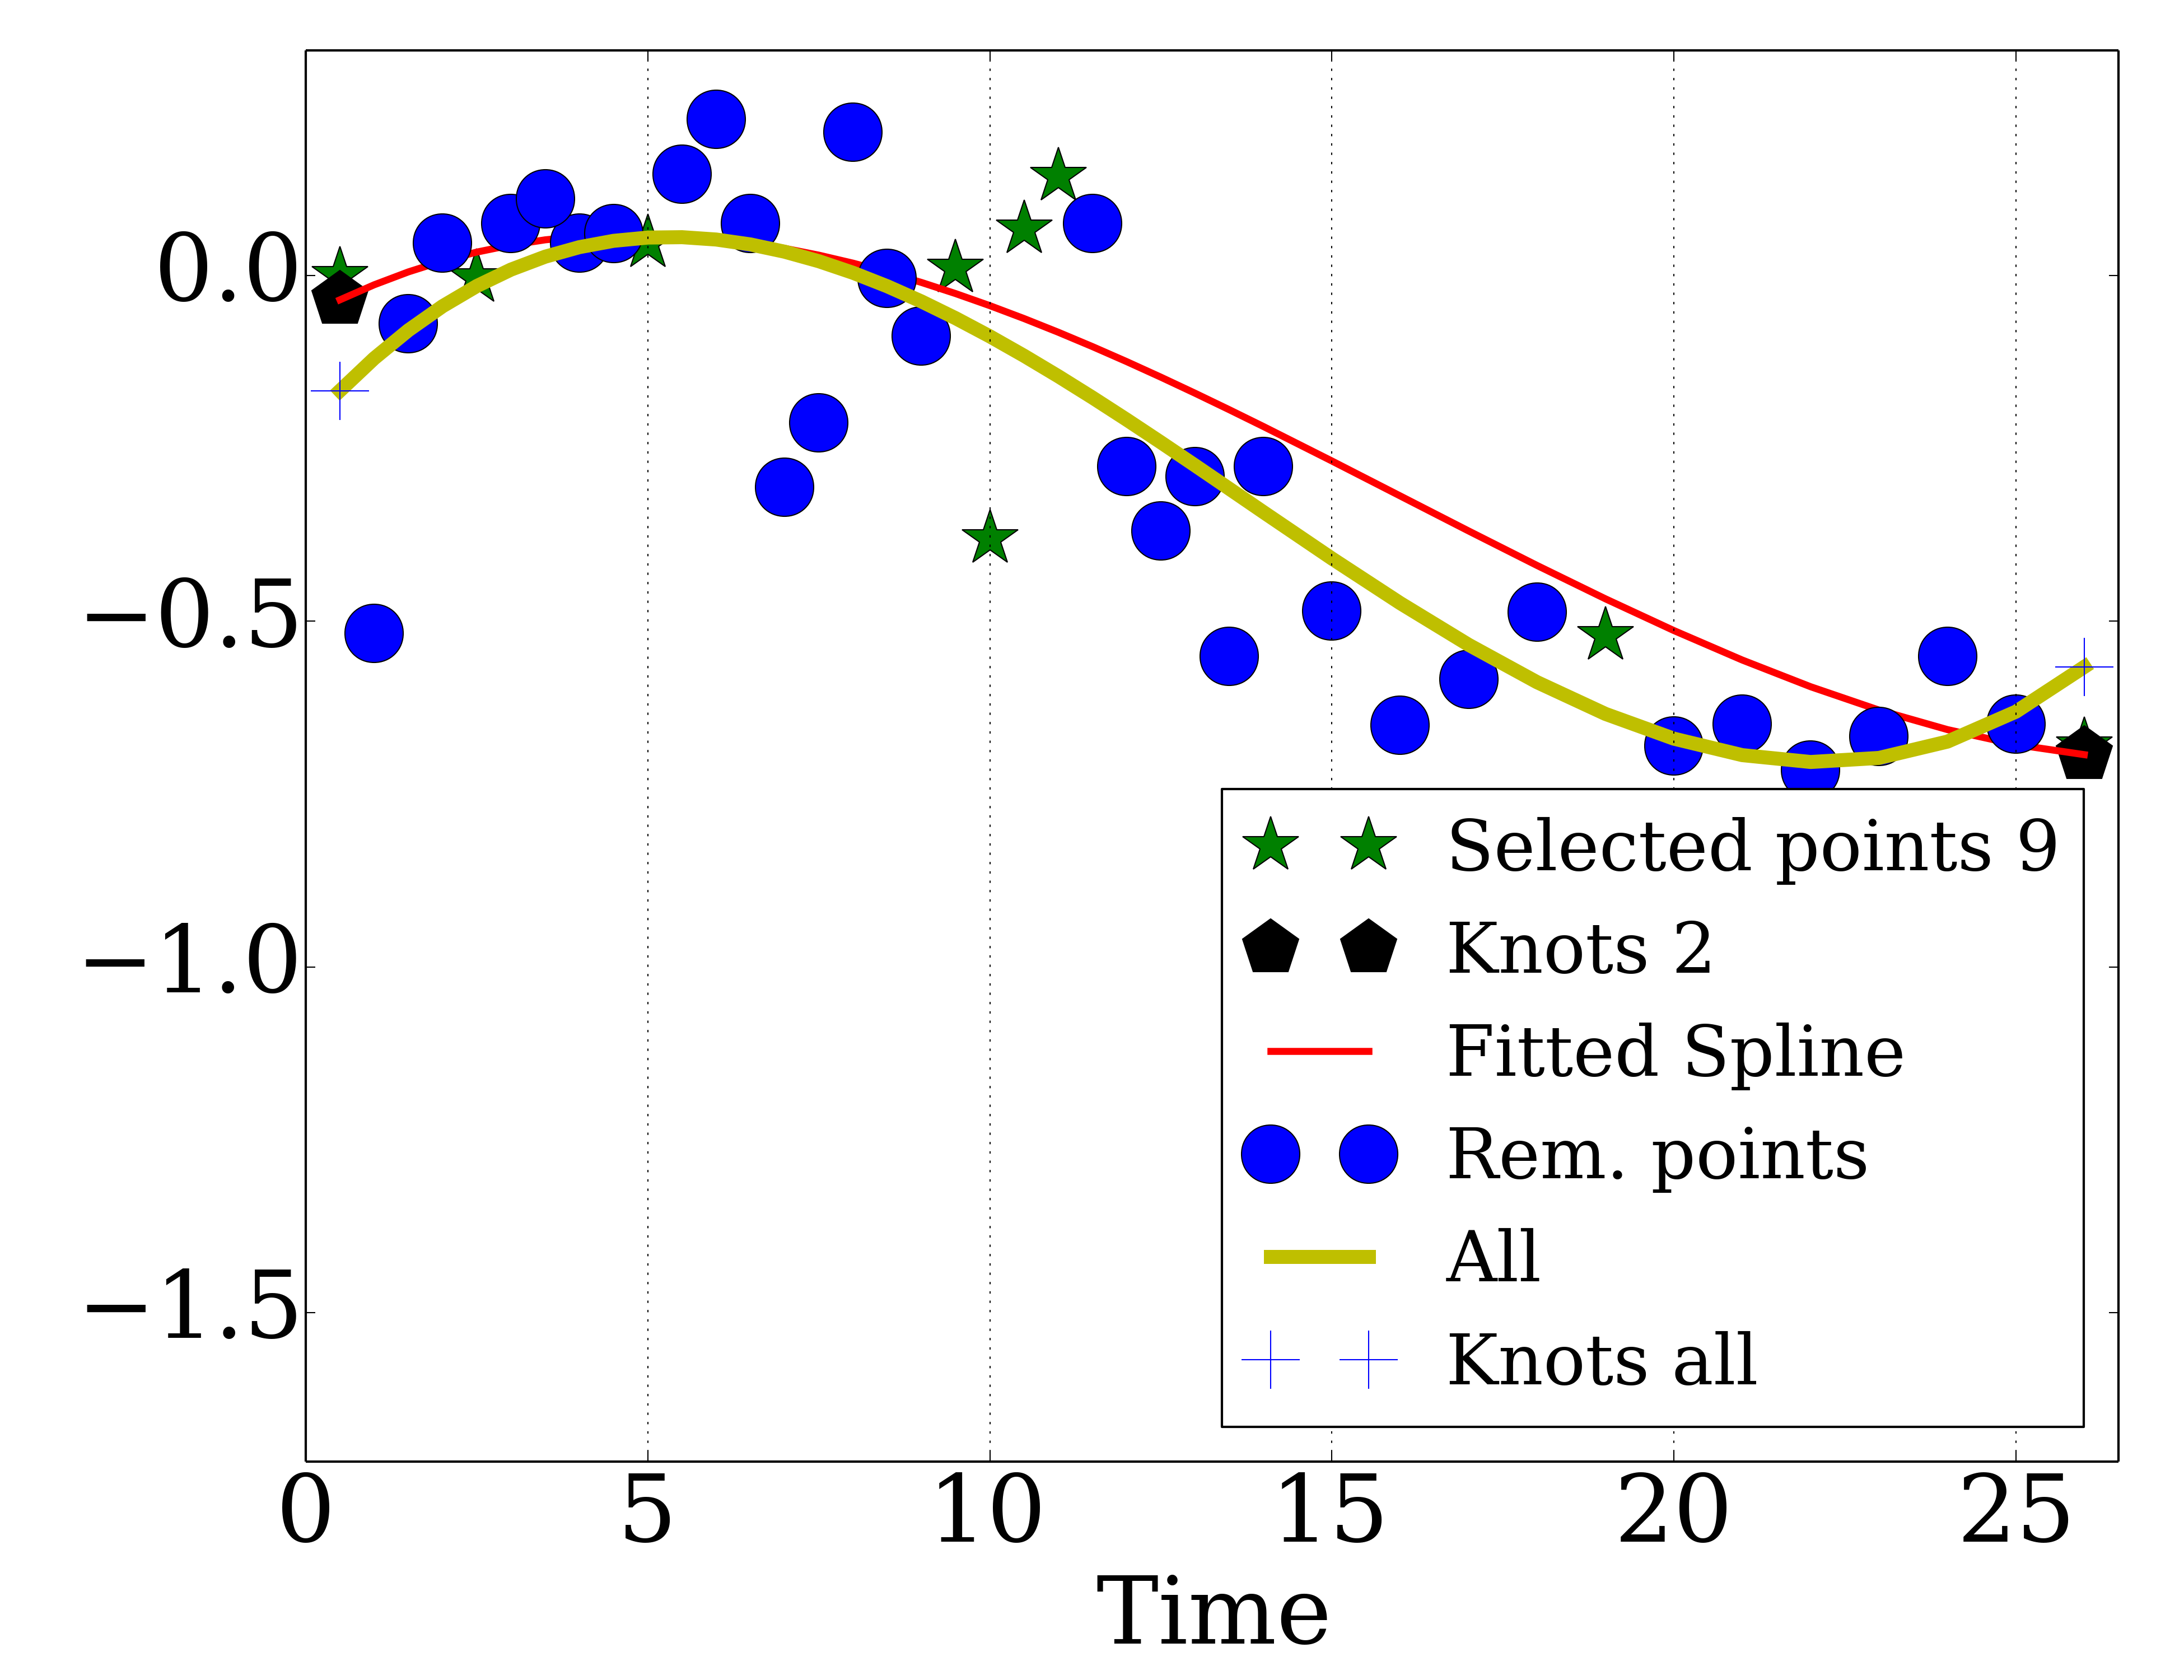 0.0
−0.5
−1.0
−1.5
Selected points 9
Knots 2
Fitted Spline
Rem. points
All
Knots all
0 5 10 15 20 25
Time